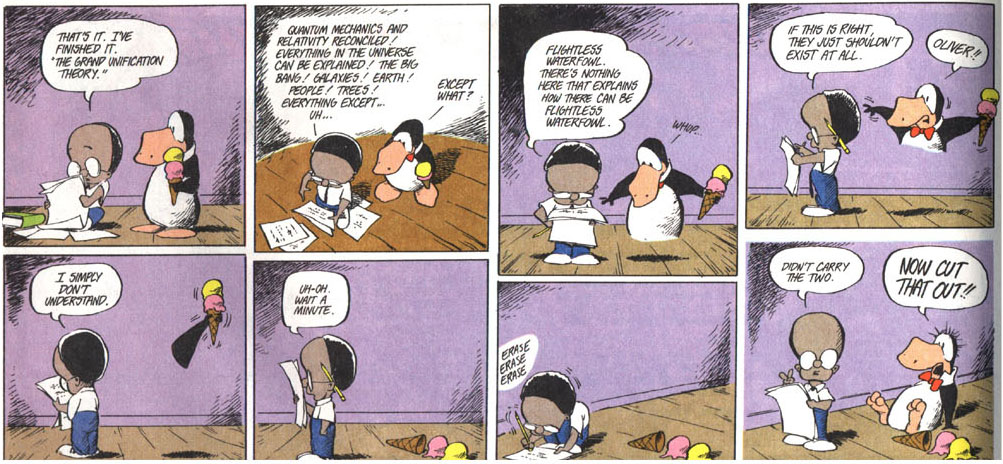 THAT'S IT. I'VE
FINISHED IT.
"THE GRAND UNIFICATION
THEORY."
QUANTUM MECHANICS AND
RELATIVITY RECONCILED!
EVERYTHING IN THE UNIVERSE
CAN BE EXPLAINED! THE BIG
BANG! GALAXIES! EARTH!
PEOPLE! TREES!
EVERYTHING EXCEPT...
UH...
EXCEPT
WHAT?
FLIGHTLESS
WATERFOWL.
THERE'S NOTHING
HERE THAT EXPLAINS
HOW THERE CAN BE
FLIGHTLESS
WATERFOWL.
WHUP..
IF THIS IS RIGHT,
THEY JUST SHOULDN'T
EXIST AT ALL.
OLIVER!!
I SIMPLY
DON'T
UNDERSTAND.
UH-OH.
WAIT A
MINUTE.
ERASE
ERASE
ERASE
DIDN'T CARRY
THE TWO.
NOW CUT
THAT OUT!!